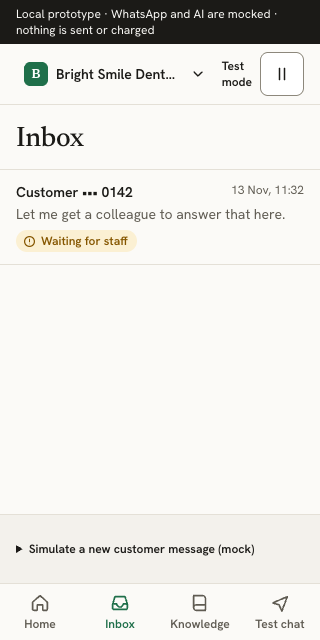 Local prototype · WhatsApp and AI are mocked ·
nothing is sent or charged
B Bright Smile Dent… Test
mode
Inbox
Customer ▪▪▪ 0142 13 Nov, 11:32
Let me get a colleague to answer that here.
Waiting for staff
Simulate a new customer message (mock)
Home Inbox Knowledge Test chat